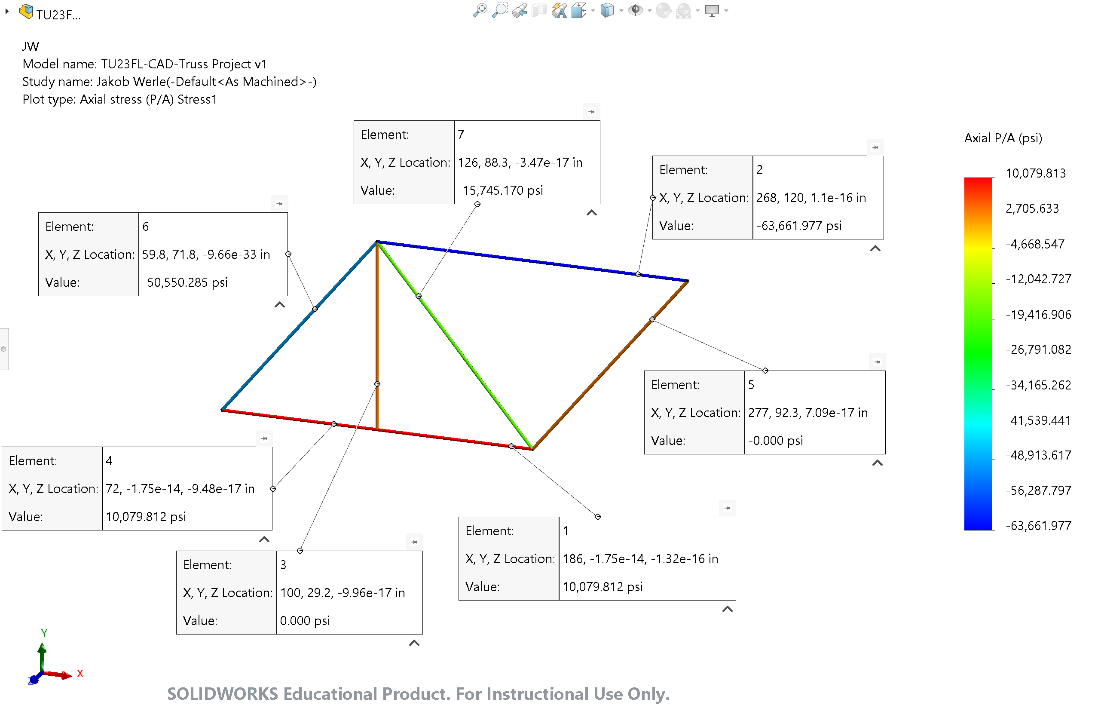 TU23F...
JW
Model name: TU23FL-CAD-Truss Project v1
Study name: Jakob Werle(-Default<As Machined>-)
Plot type: Axial stress (P/A) Stress1
Element: 7
X, Y, Z Location: 126, 88.3, -3.47e-17 in
Value: 15,745.170 psi
Element: 2
X, Y, Z Location: 268, 120, 1.1e-16 in
Value: -63,661.977 psi
Element: 6
X, Y, Z Location: 59.8, 71.8, -9.66e-33 in
Value: 50,550.285 psi
Element: 5
X, Y, Z Location: 277, 92.3, 7.09e-17 in
Value: -0.000 psi
Element: 4
X, Y, Z Location: 72, -1.75e-14, -9.48e-17 in
Value: 10,079.812 psi
Element: 1
X, Y, Z Location: 186, -1.75e-14, -1.32e-16 in
Value: 10,079.812 psi
Element: 3
X, Y, Z Location: 100, 29.2, -9.96e-17 in
Value: 0.000 psi
Axial P/A (psi)
10,079.813
2,705.633
-4,668.547
-12,042.727
-19,416.906
-26,791.082
-34,165.262
-41,539.441
-48,913.617
-56,287.797
-63,661.977
Y
X
SOLIDWORKS Educational Product. For Instructional Use Only.